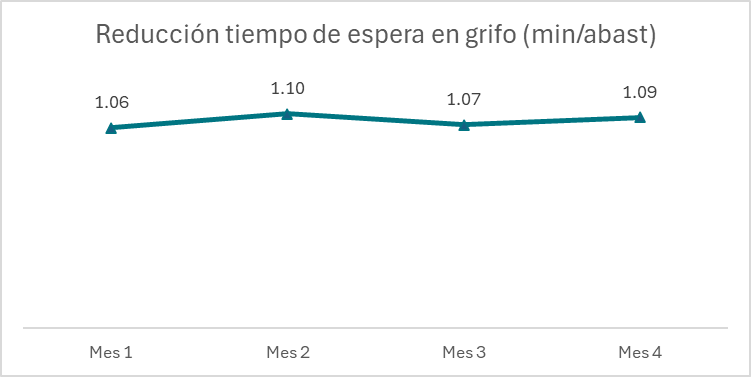 Reducción tiempo de espera en grifo (min/abast)
1.06
1.10
1.07
1.09
Mes 1
Mes 2
Mes 3
Mes 4